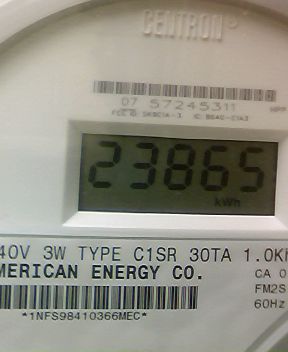 CENTRON®
07 57245311
23865
kWh
40V 3W TYPE C1SR 30TA 1.0K
MERICAN ENERGY CO.
CA 0
FM2S
60Hz
*1NFS98410366MEC*